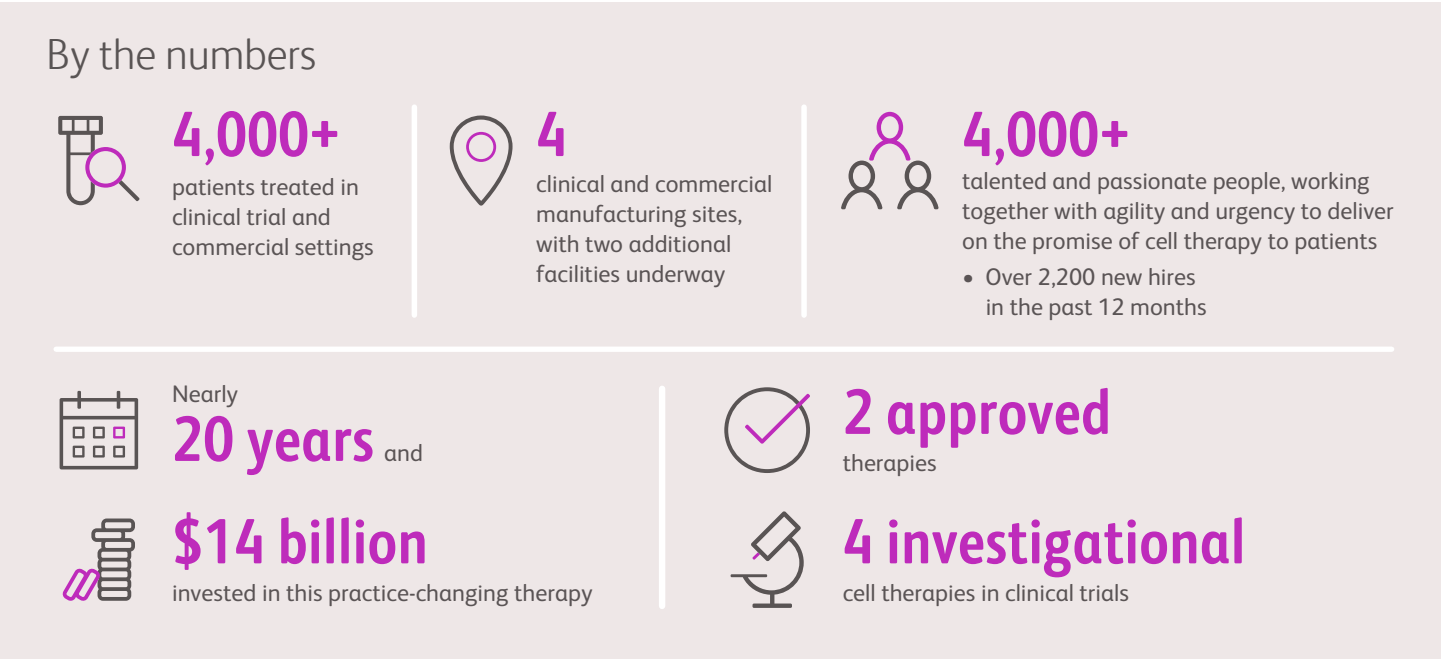 By the numbers
4,000+
patients treated in
clinical trial and
commercial settings
4
clinical and commercial
manufacturing sites,
with two additional
facilities underway
4,000+
talented and passionate people, working
together with agility and urgency to deliver
on the promise of cell therapy to patients
• Over 2,200 new hires
in the past 12 months
Nearly
20 years and
$14 billion
invested in this practice-changing therapy
2 approved
therapies
4 investigational
cell therapies in clinical trials